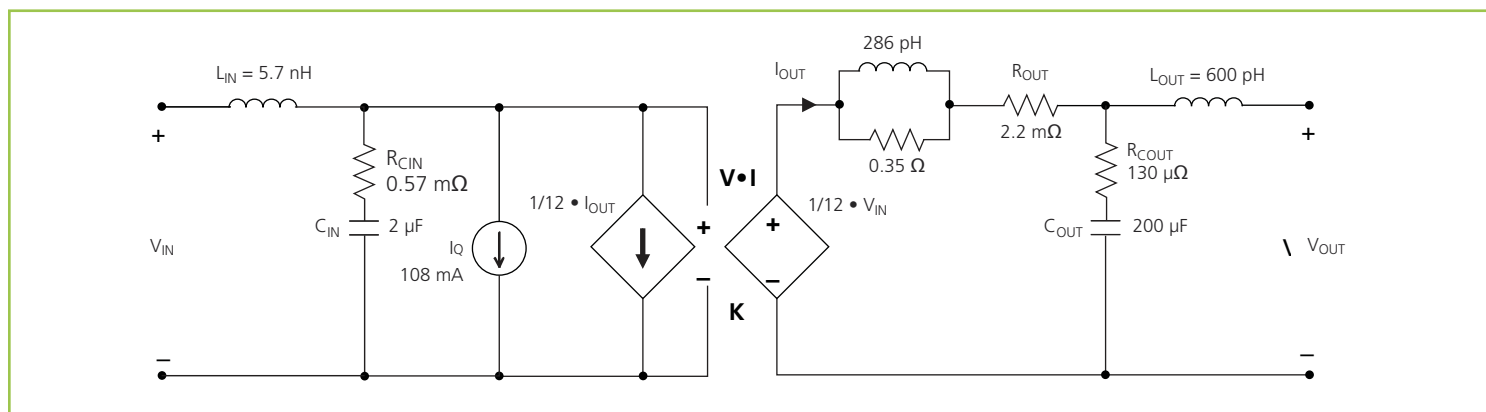 L_IN = 5.7 nH
+
R_CIN
0.57 mΩ
C_IN
2 µF
V_IN
I_Q
108 mA
–
1/12 • I_OUT
V•I
+
–
K
+
–
1/12 • V_IN
I_OUT
286 pH
0.35 Ω
R_OUT
2.2 mΩ
L_OUT = 600 pH
+
R_COUT
130 µΩ
C_OUT
200 µF
\ V_OUT
–